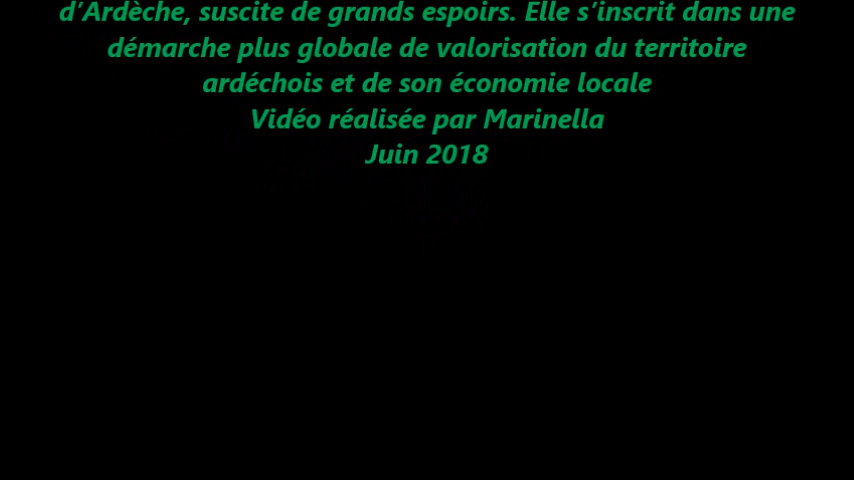 d’Ardèche, suscite de grands espoirs. Elle s’inscrit dans une
démarche plus globale de valorisation du territoire
ardéchois et de son économie locale
Vidéo réalisée par Marinella
Juin 2018